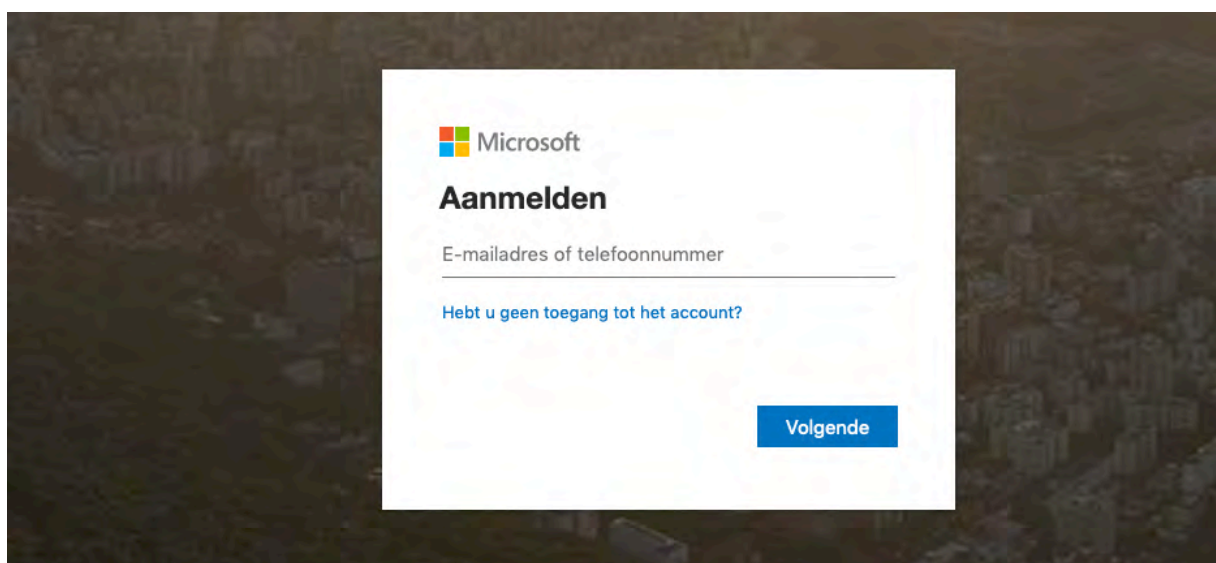 Microsoft
Aanmelden
E-mailadres of telefoonnummer
Hebt u geen toegang tot het account?
Volgende